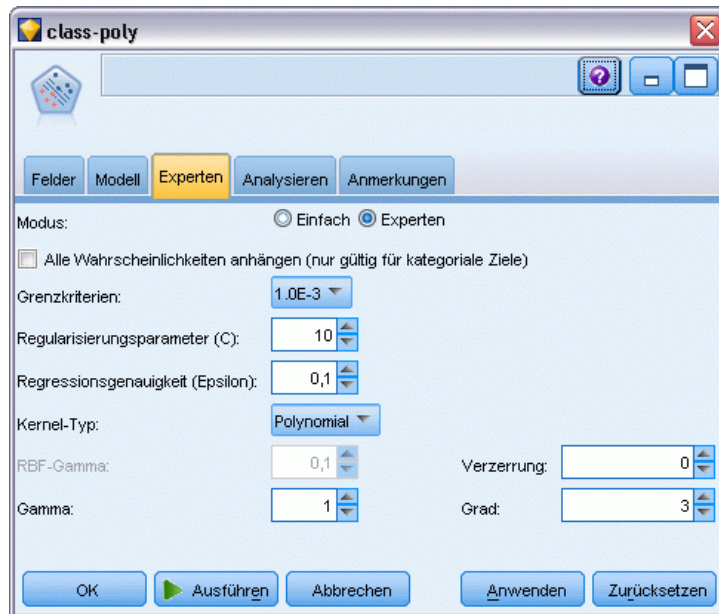 class-poly
Felder Modell Experten Analysieren Anmerkungen
Modus: Einfach Experten
Alle Wahrscheinlichkeiten anhängen (nur gültig für kategoriale Ziele)
Grenzkriterien: 1.0E-3
Regularisierungsparameter (C): 10
Regressionsgenauigkeit (Epsilon): 0,1
Kernel-Typ: Polynomial
RBF-Gamma: 0,1 Verzerrung: 0
Gamma: 1 Grad: 3
OK Ausführen Abbrechen Anwenden Zurücksetzen